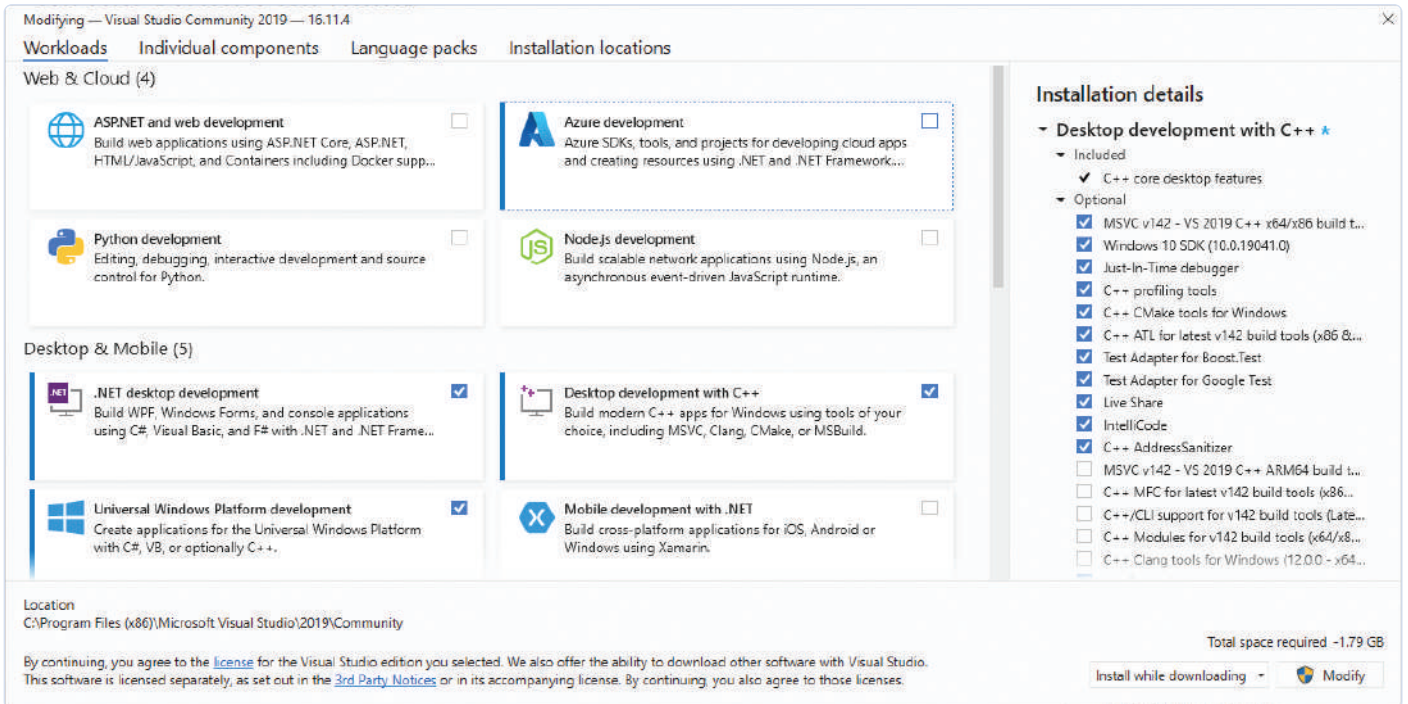 Modifying — Visual Studio Community 2019 — 16.11.4
Workloads Individual components Language packs Installation locations
Web & Cloud (4)
ASP.NET and web development
Build web applications using ASP.NET Core, ASP.NET,
HTML/JavaScript, and Containers including Docker supp...
Azure development
Azure SDKs, tools, and projects for developing cloud apps
and creating resources using .NET and .NET Framework....
Python development
Editing, debugging, interactive development and source
control for Python.
Node.js development
Build scalable network applications using Node.js, an
asynchronous event-driven JavaScript runtime.
Desktop & Mobile (5)
.NET
.NET desktop development
Build WPF, Windows Forms, and console applications
using C#, Visual Basic, and F# with .NET and .NET Frame...
Desktop development with C++
Build modern C++ apps for Windows using tools of your
choice, including MSVC, Clang, CMake, or MSBuild.
Universal Windows Platform development
Create applications for the Universal Windows Platform
with C#, VB, or optionally C++.
Mobile development with .NET
Build cross-platform applications for iOS, Android or
Windows using Xamarin.
Installation details
Desktop development with C++ *
Included
C++ core desktop features
Optional
MSVC v142 - VS 2019 C++ x64/x86 build t...
Windows 10 SDK (10.0.19041.0)
Just-In-Time debugger
C++ profiling tools
C++ CMake tools for Windows
C++ ATL for latest v142 build tools (x86 &...
Test Adapter for Boost.Test
Test Adapter for Google Test
Live Share
IntelliCode
C++ AddressSanitizer
MSVC v142 - VS 2019 C++ ARM64 build t...
C++ MFC for latest v142 build tools (x86...
C++/CLI support for v142 build tools (Late...
C++ Modules for v142 build tools (x64/x8...
C++ Clang tools for Windows (12.0.0 - x64...
Location
C:\Program Files (x86)\Microsoft Visual Studio\2019\Community
Total space required -1.79 GB
By continuing, you agree to the license for the Visual Studio edition you selected. We also offer the ability to download other software with Visual Studio.
This software is licensed separately, as set out in the 3rd Party Notices or in its accompanying license. By continuing, you also agree to those licenses.
Install while downloading
Modify